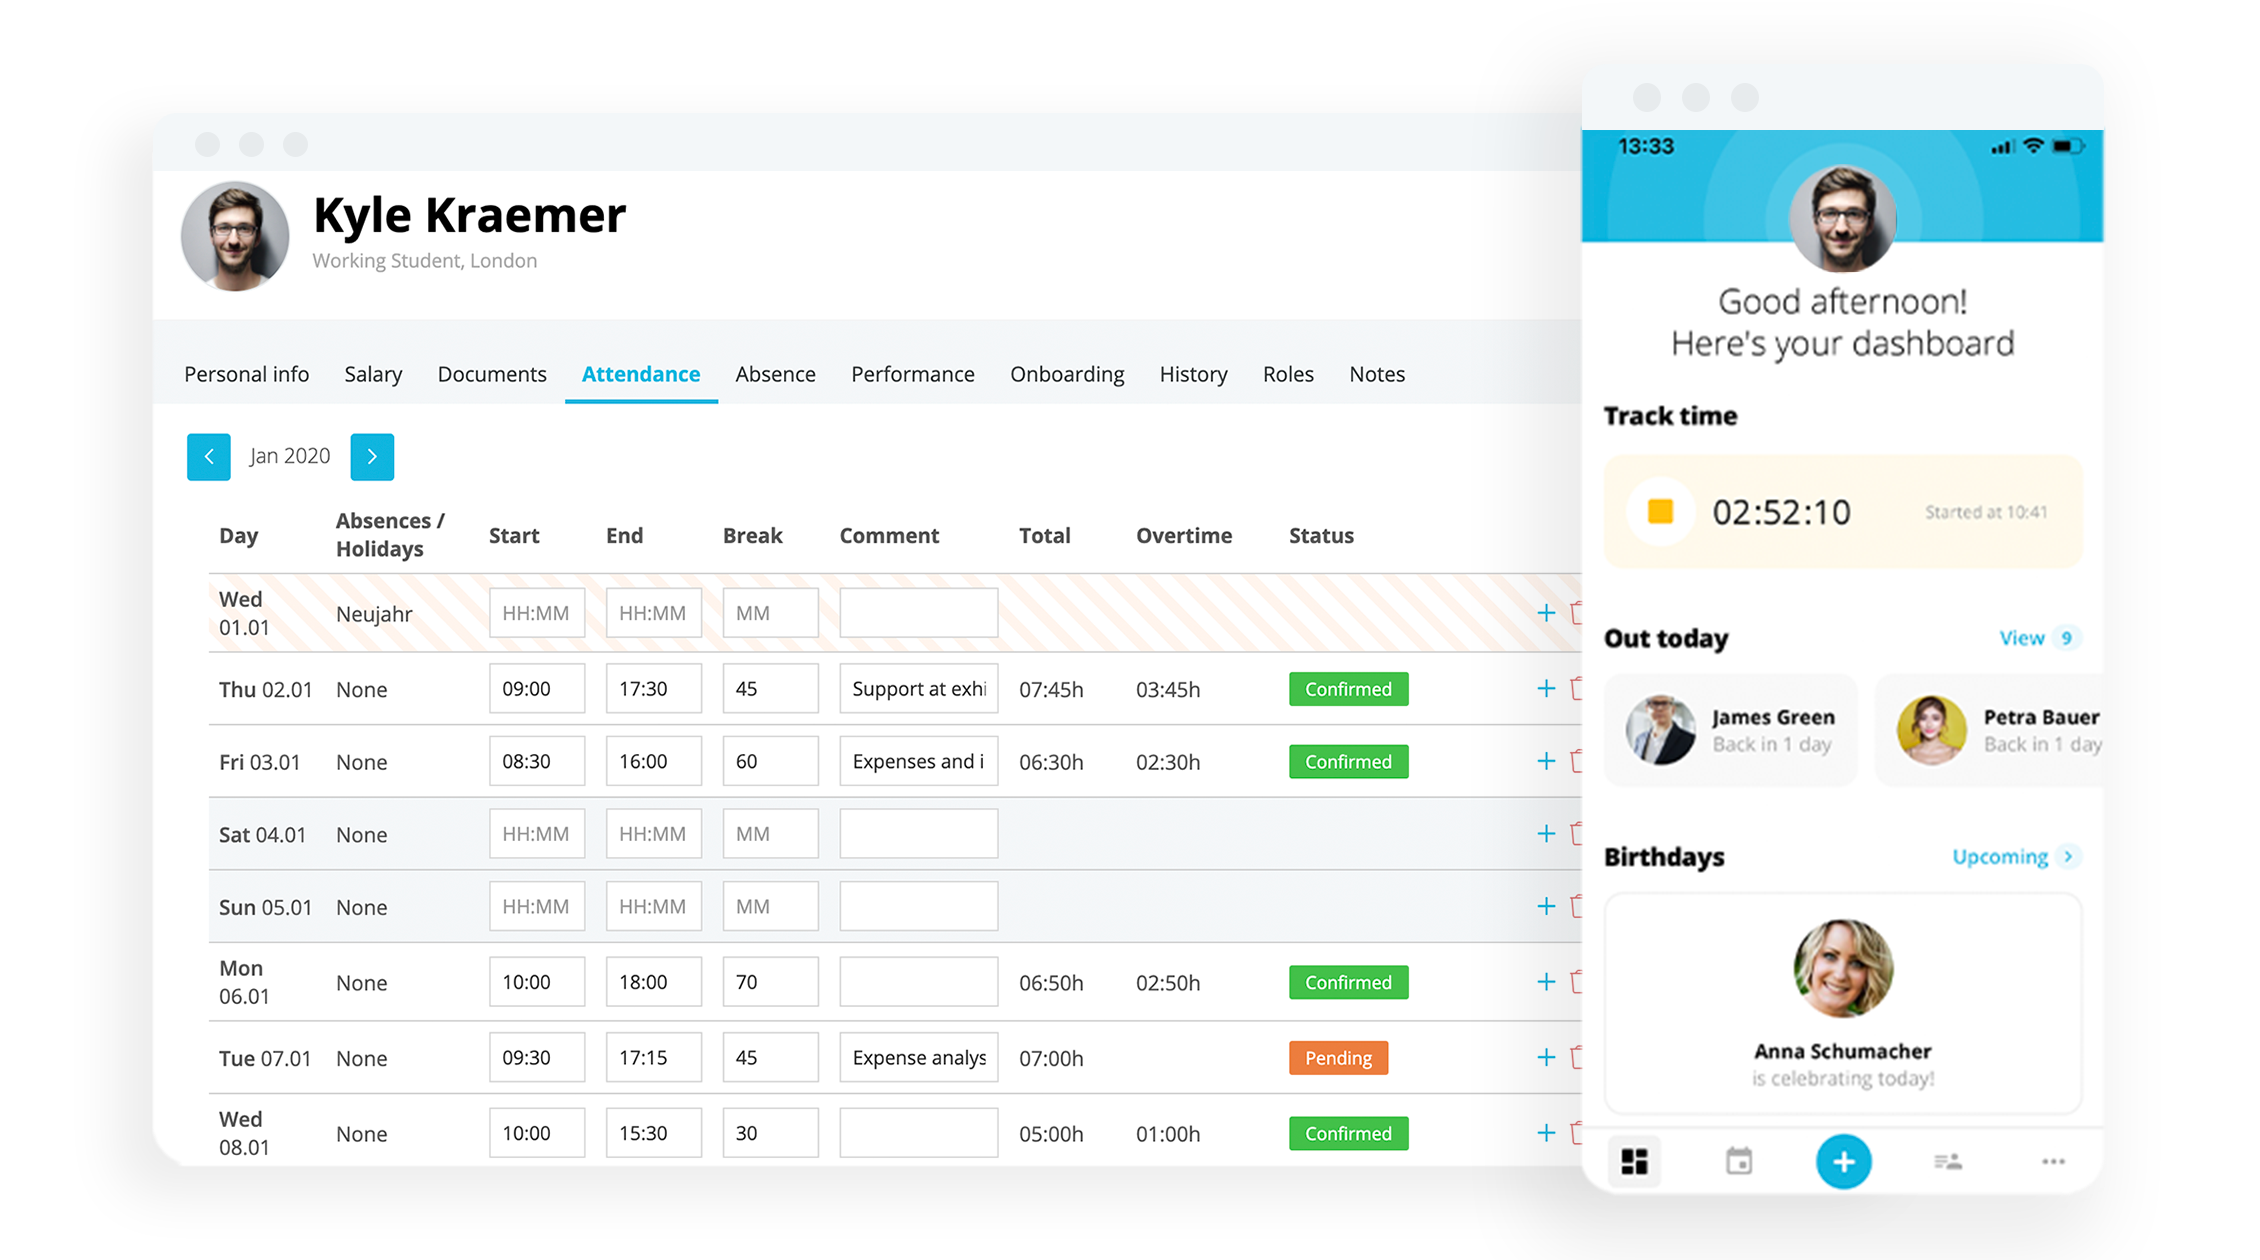 Kyle Kraemer
Working Student, London
Personal info Salary Documents Attendance Absence Performance Onboarding History Roles Notes
Jan 2020
Day Absences / Holidays Start End Break Comment Total Overtime Status
Wed 01.01 Neujahr HH:MM HH:MM MM
Thu 02.01 None 09:00 17:30 45 Support at exhi 07:45h 03:45h Confirmed
Fri 03.01 None 08:30 16:00 60 Expenses and i 06:30h 02:30h Confirmed
Sat 04.01 None HH:MM HH:MM MM
Sun 05.01 None HH:MM HH:MM MM
Mon 06.01 None 10:00 18:00 70 06:50h 02:50h Confirmed
Tue 07.01 None 09:30 17:15 45 Expense analys 07:00h Pending
Wed 08.01 None 10:00 15:30 30 05:00h 01:00h Confirmed
13:33
Good afternoon!
Here's your dashboard
Track time
02:52:10 Started at 10:41
Out today View 9
James Green
Back in 1 day
Petra Bauer
Back in 1 day
Birthdays Upcoming
Anna Schumacher
is celebrating today!